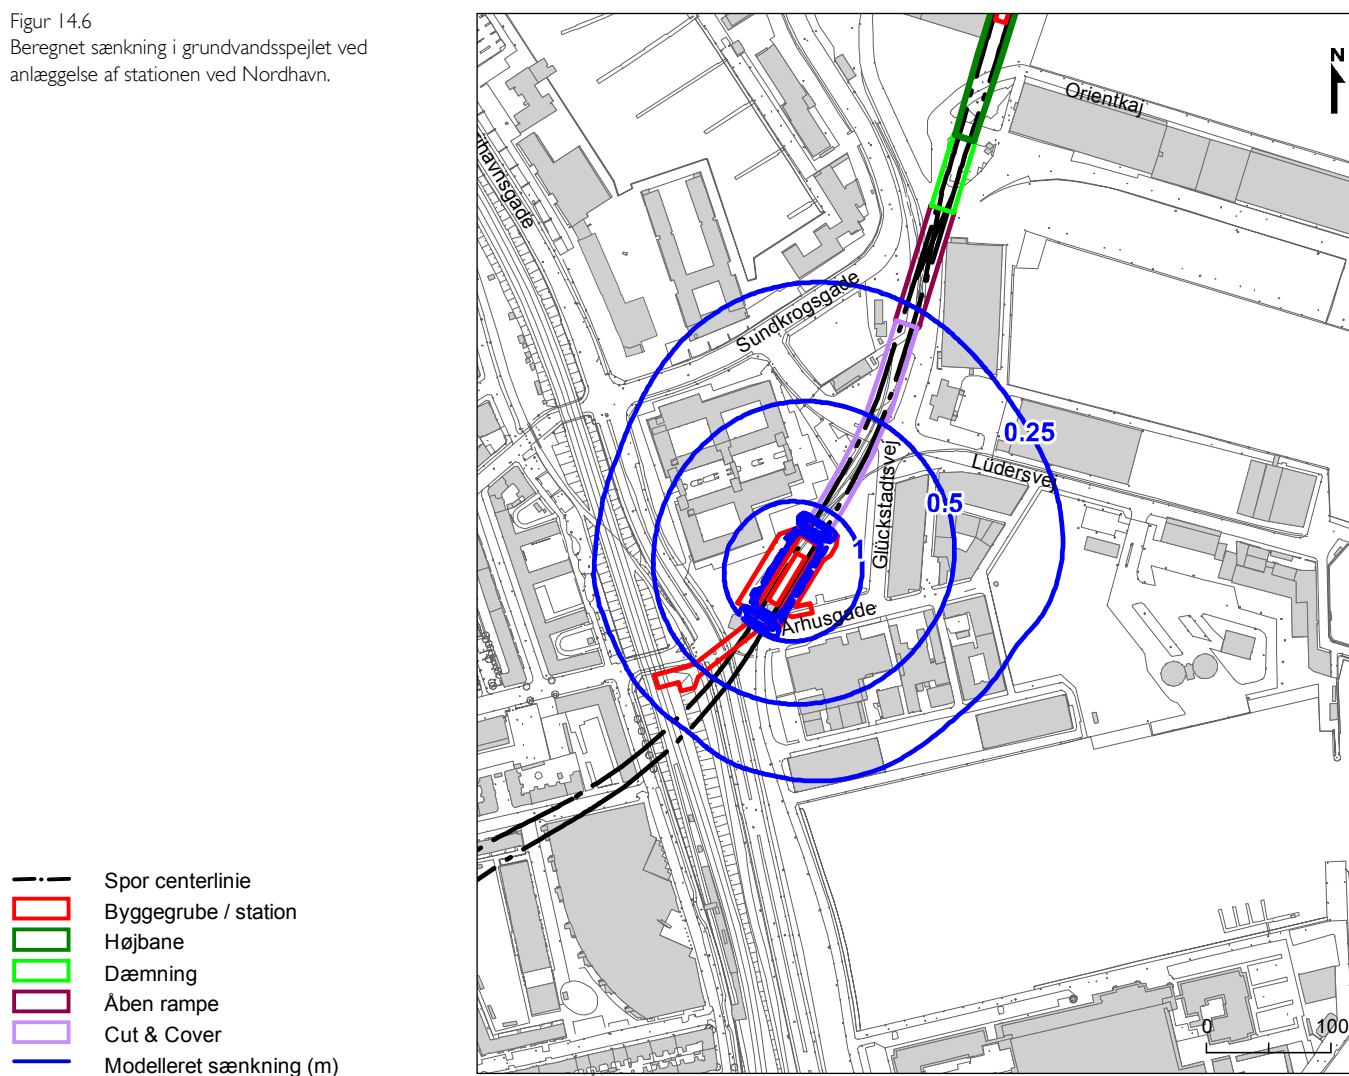 Figur 14.6
Beregnet sænkning i grundvandsspejlet ved
anlæggelse af stationen ved Nordhavn.
N
Orientkaj
rihavnsgade
Sundkrogsgade
0.25
Lüdersvej
0.5
Glückstadtsvej
1
Århusgade
Spor centerlinie
Byggegrube / station
Højbane
Dæmning
Åben rampe
Cut & Cover
Modelleret sænkning (m)
0
100